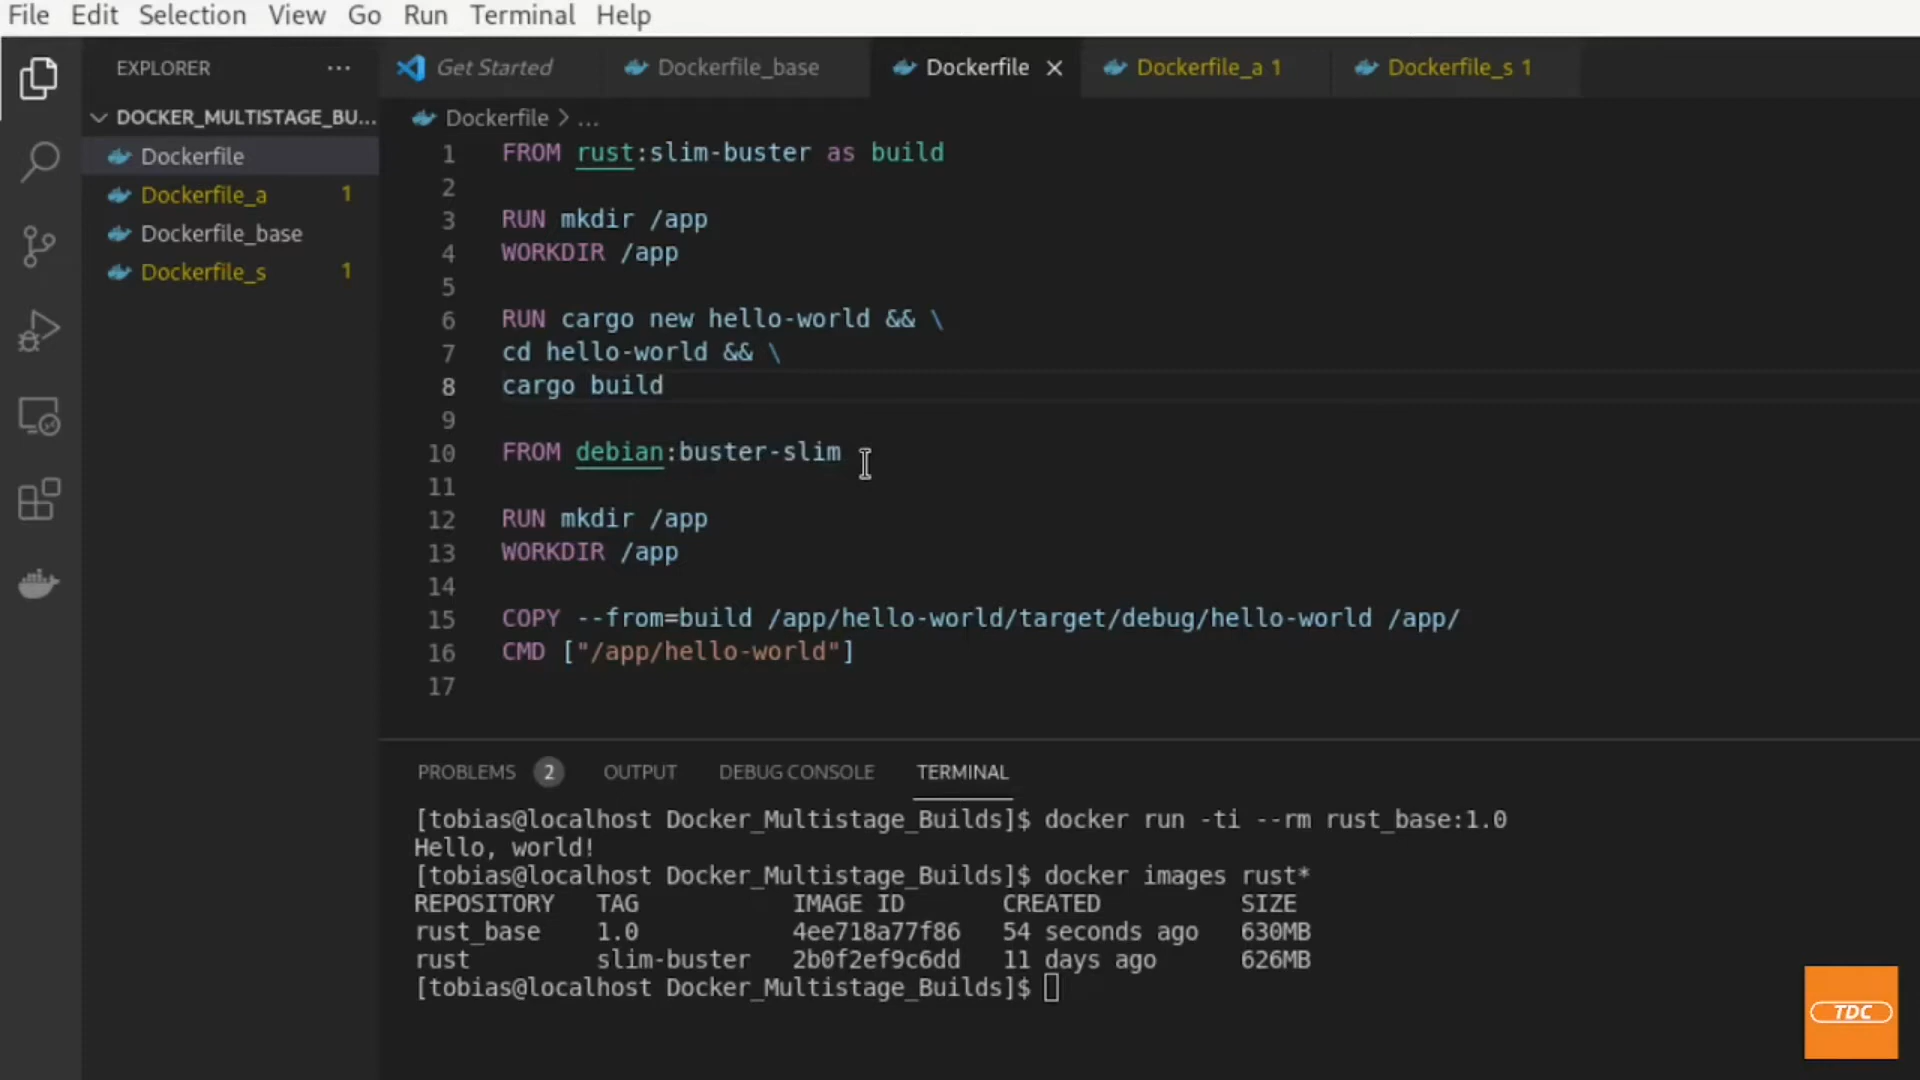 File Edit Selection View Go Run Terminal Help
EXPLORER ...
Get Started Dockerfile_base Dockerfile Dockerfile_a 1 Dockerfile_s 1
DOCKER_MULTISTAGE_BU...
Dockerfile
Dockerfile_a 1
Dockerfile_base
Dockerfile_s 1
Dockerfile > ...
1 FROM rust:slim-buster as build
2
3 RUN mkdir /app
4 WORKDIR /app
5
6 RUN cargo new hello-world && \
7 cd hello-world && \
8 cargo build
9
10 FROM debian:buster-slim
11
12 RUN mkdir /app
13 WORKDIR /app
14
15 COPY --from=build /app/hello-world/target/debug/hello-world /app/
16 CMD ["/app/hello-world"]
17
PROBLEMS 2 OUTPUT DEBUG CONSOLE TERMINAL
[tobias@localhost Docker_Multistage_Builds]$ docker run -ti --rm rust_base:1.0
Hello, world!
[tobias@localhost Docker_Multistage_Builds]$ docker images rust*
REPOSITORY TAG IMAGE ID CREATED SIZE
rust_base 1.0 4ee718a77f86 54 seconds ago 630MB
rust slim-buster 2b0f2ef9c6dd 11 days ago 626MB
[tobias@localhost Docker_Multistage_Builds]$
TDC